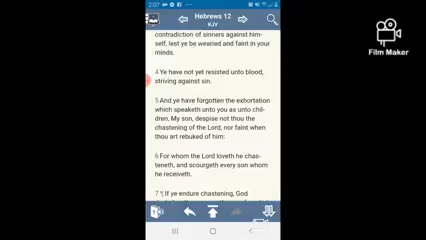 2:07
Hebrews 12
KJV
contradiction of sinners against him-
self, lest ye be wearied and faint in your
minds.
4 Ye have not yet resisted unto blood,
striving against sin.
5 And ye have forgotten the exhortation
which speaketh unto you as unto chil-
dren, My son, despise not thou the
chastening of the Lord, nor faint when
thou art rebuked of him:
6 For whom the Lord loveth he chas-
teneth, and scourgeth every son whom
he receiveth.
7 ¶ If ye endure chastening, God
Film Maker